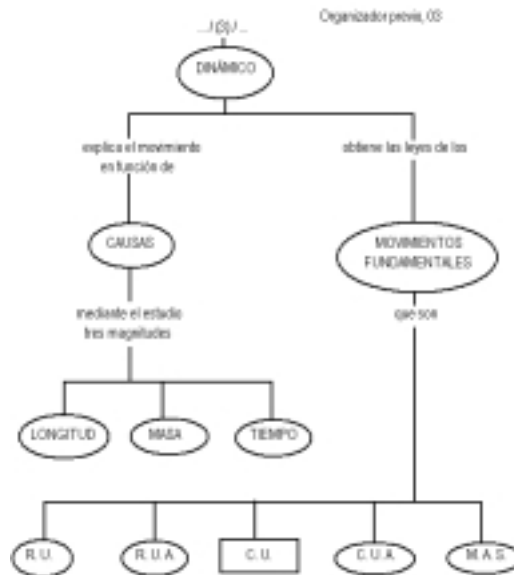 Organizador previo, 03
.../ (3) / ...
DINÁMICO
explica el movimiento
en función de
obtiene las leyes de los
CAUSAS
MOVIMIENTOS
FUNDAMENTALES
mediante el estudio
tres magnitudes
que son
LONGITUD
MASA
TIEMPO
R. U.
R. U. A.
C. U.
C. U. A.
M. A. S.